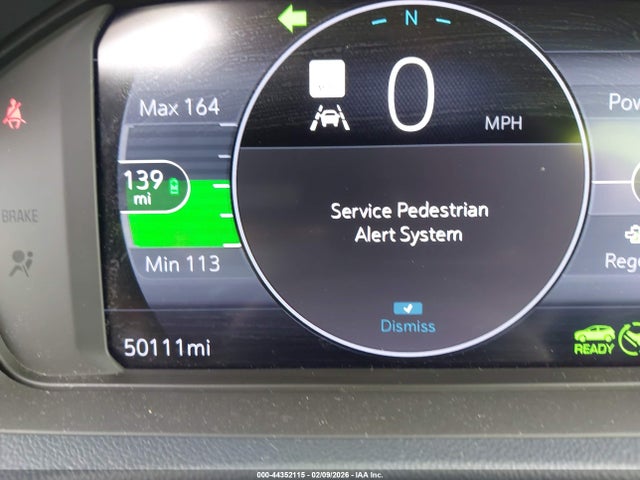 N
Max 164
0
MPH
Pow
139
mi
Service Pedestrian
Alert System
BRAKE
Min 113
Rege
Dismiss
READY
50111mi
000-44352115 - 02/09/2026 - IAA Inc.